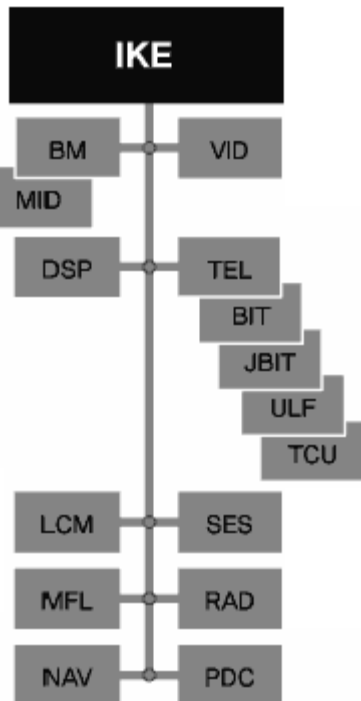 IKE
BM VID
MID
DSP TEL
BIT
JBIT
ULF
TCU
LCM SES
MFL RAD
NAV PDC